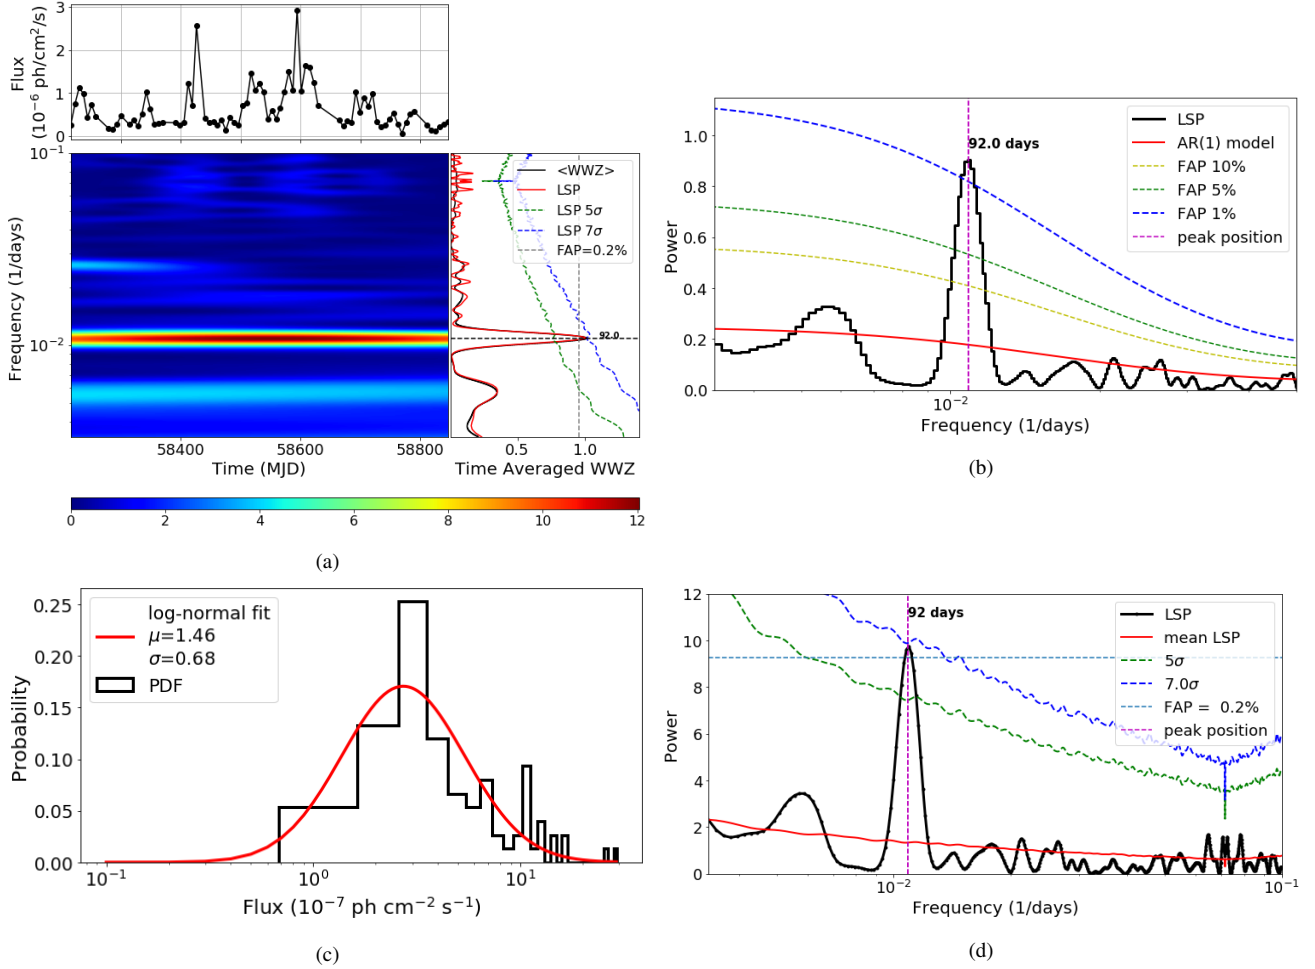 3
2
1
0
Flux
(10⁻⁶ ph/cm²/s)
10⁻¹
10⁻²
Frequency (1/days)
58400
58600
58800
Time (MJD)
<WWZ>
LSP
LSP 5σ
LSP 7σ
FAP=0.2%
92.0
0.5
1.0
Time Averaged WWZ
0
2
4
6
8
10
12
(a)
1.0
0.8
0.6
0.4
0.2
0.0
Power
92.0 days
LSP
AR(1) model
FAP 10%
FAP 5%
FAP 1%
peak position
10⁻²
Frequency (1/days)
(b)
0.25
0.20
0.15
0.10
0.05
0.00
Probability
log-normal fit
μ=1.46
σ=0.68
PDF
10⁻¹
10⁰
10¹
Flux (10⁻⁷ ph cm⁻² s⁻¹)
(c)
12
10
8
6
4
2
0
Power
92 days
LSP
mean LSP
5σ
7.0σ
FAP = 0.2%
peak position
10⁻²
10⁻¹
Frequency (1/days)
(d)